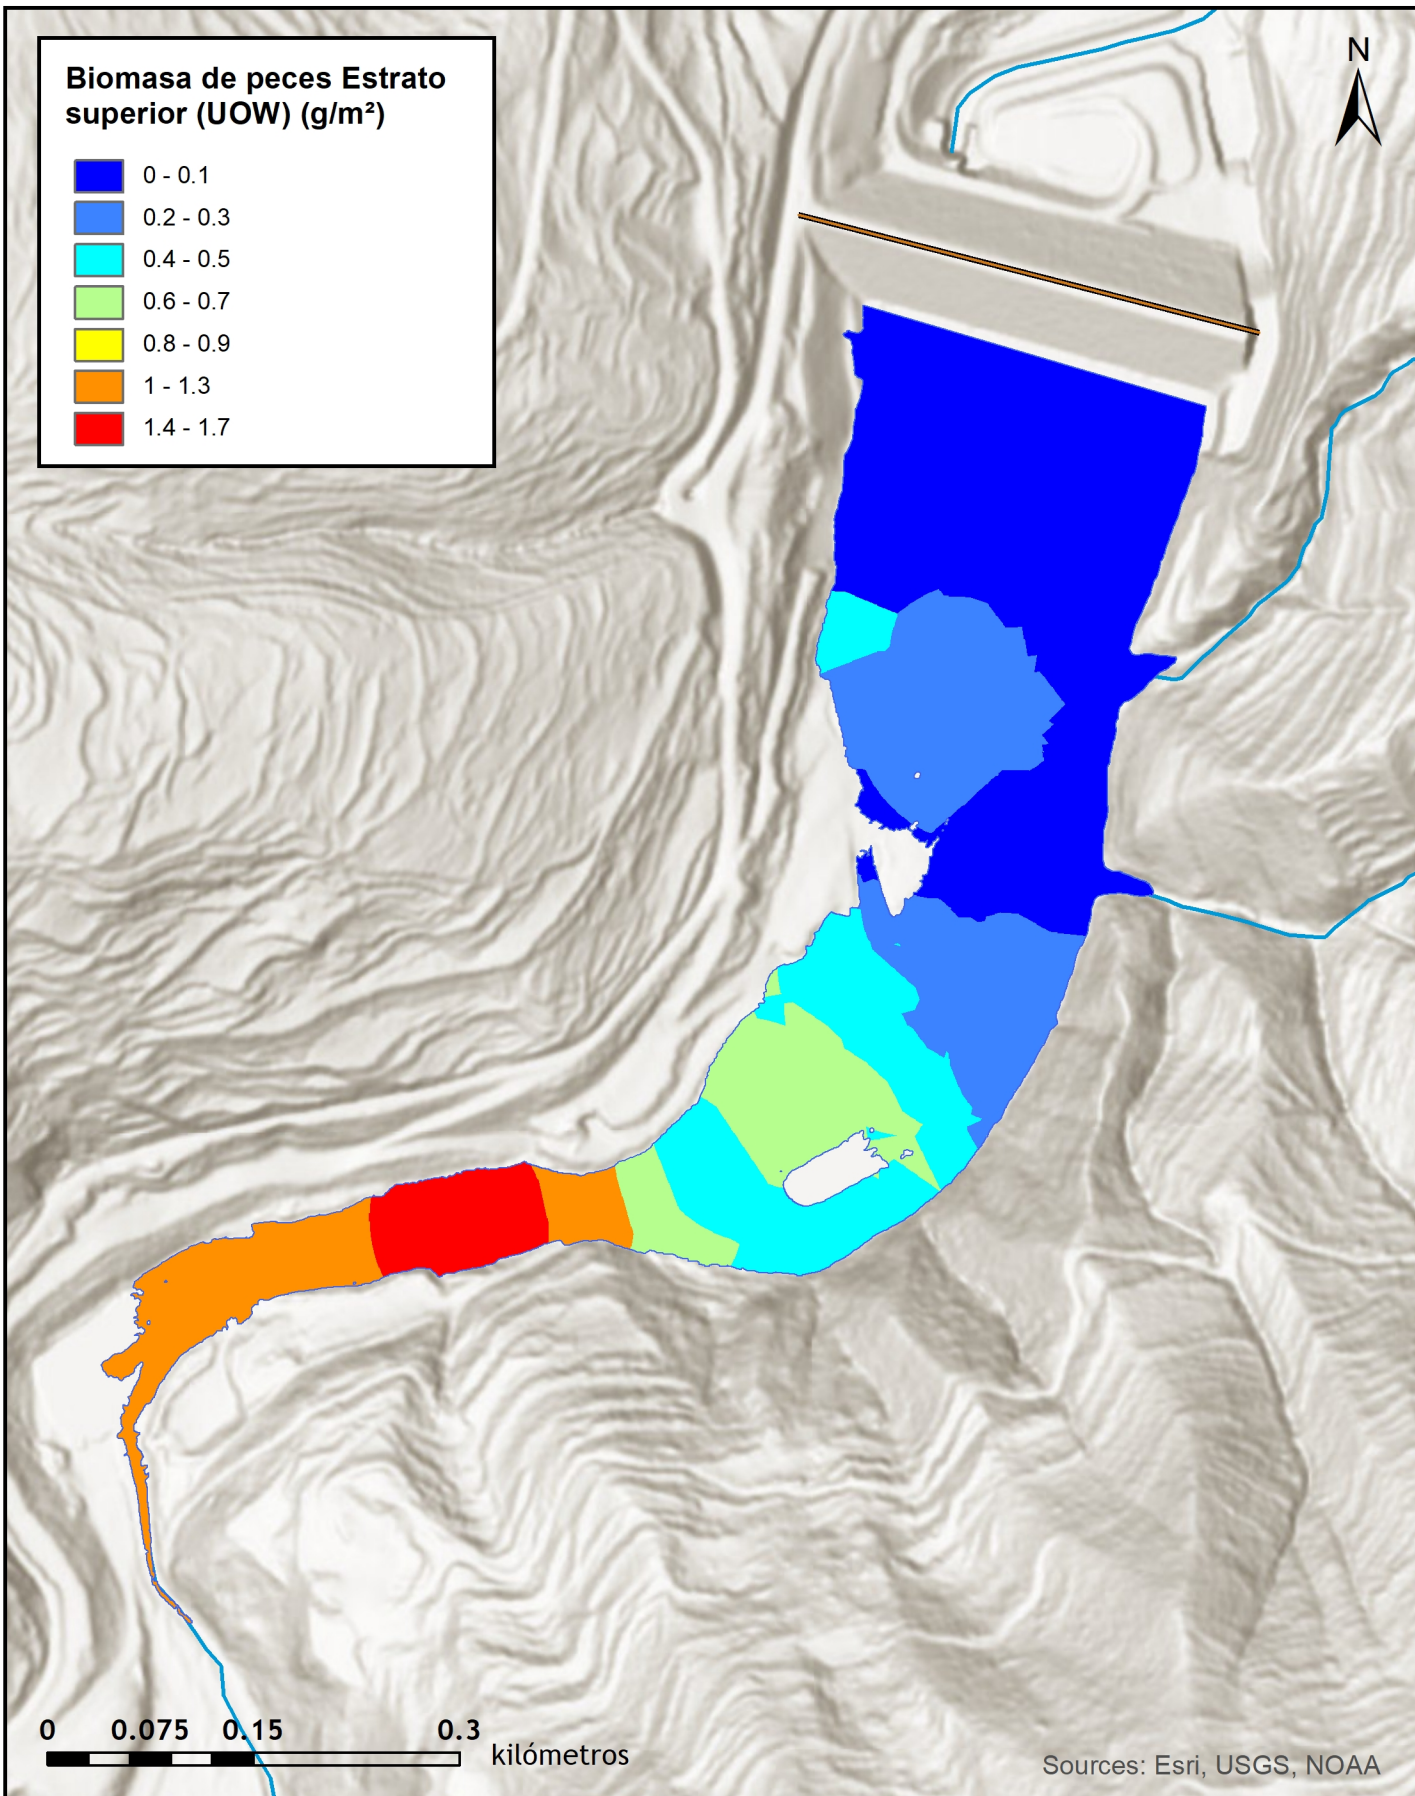 Biomasa de peces Estrato
superior (UOW) (g/m²)
0 - 0.1
0.2 - 0.3
0.4 - 0.5
0.6 - 0.7
0.8 - 0.9
1 - 1.3
1.4 - 1.7
N
0 0.075 0.15 0.3
kilómetros
Sources: Esri, USGS, NOAA